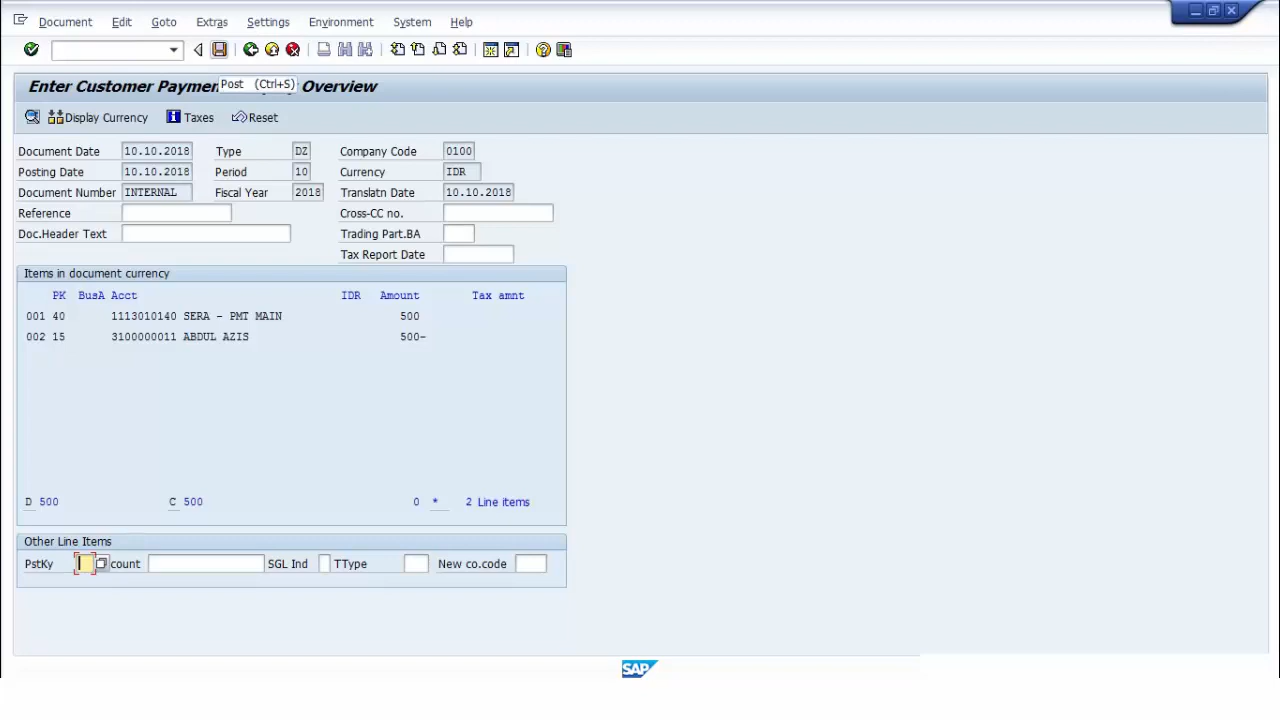 Document Edit Goto Extras Settings Environment System Help
Enter Customer Paymen Overview
Post (Ctrl+S)
Display Currency Taxes Reset
Document Date 10.10.2018 Type DZ Company Code 0100
Posting Date 10.10.2018 Period 10 Currency IDR
Document Number INTERNAL Fiscal Year 2018 Translatn Date 10.10.2018
Reference Cross-CC no.
Doc.Header Text Trading Part.BA
Tax Report Date
Items in document currency
PK BusA Acct IDR Amount Tax amnt
001 40 1113010140 SERA - PMT MAIN 500
002 15 3100000011 ABDUL AZIS 500-
D 500 C 500 0 * 2 Line items
Other Line Items
PstKy count SGL Ind TType New co.code
SAP